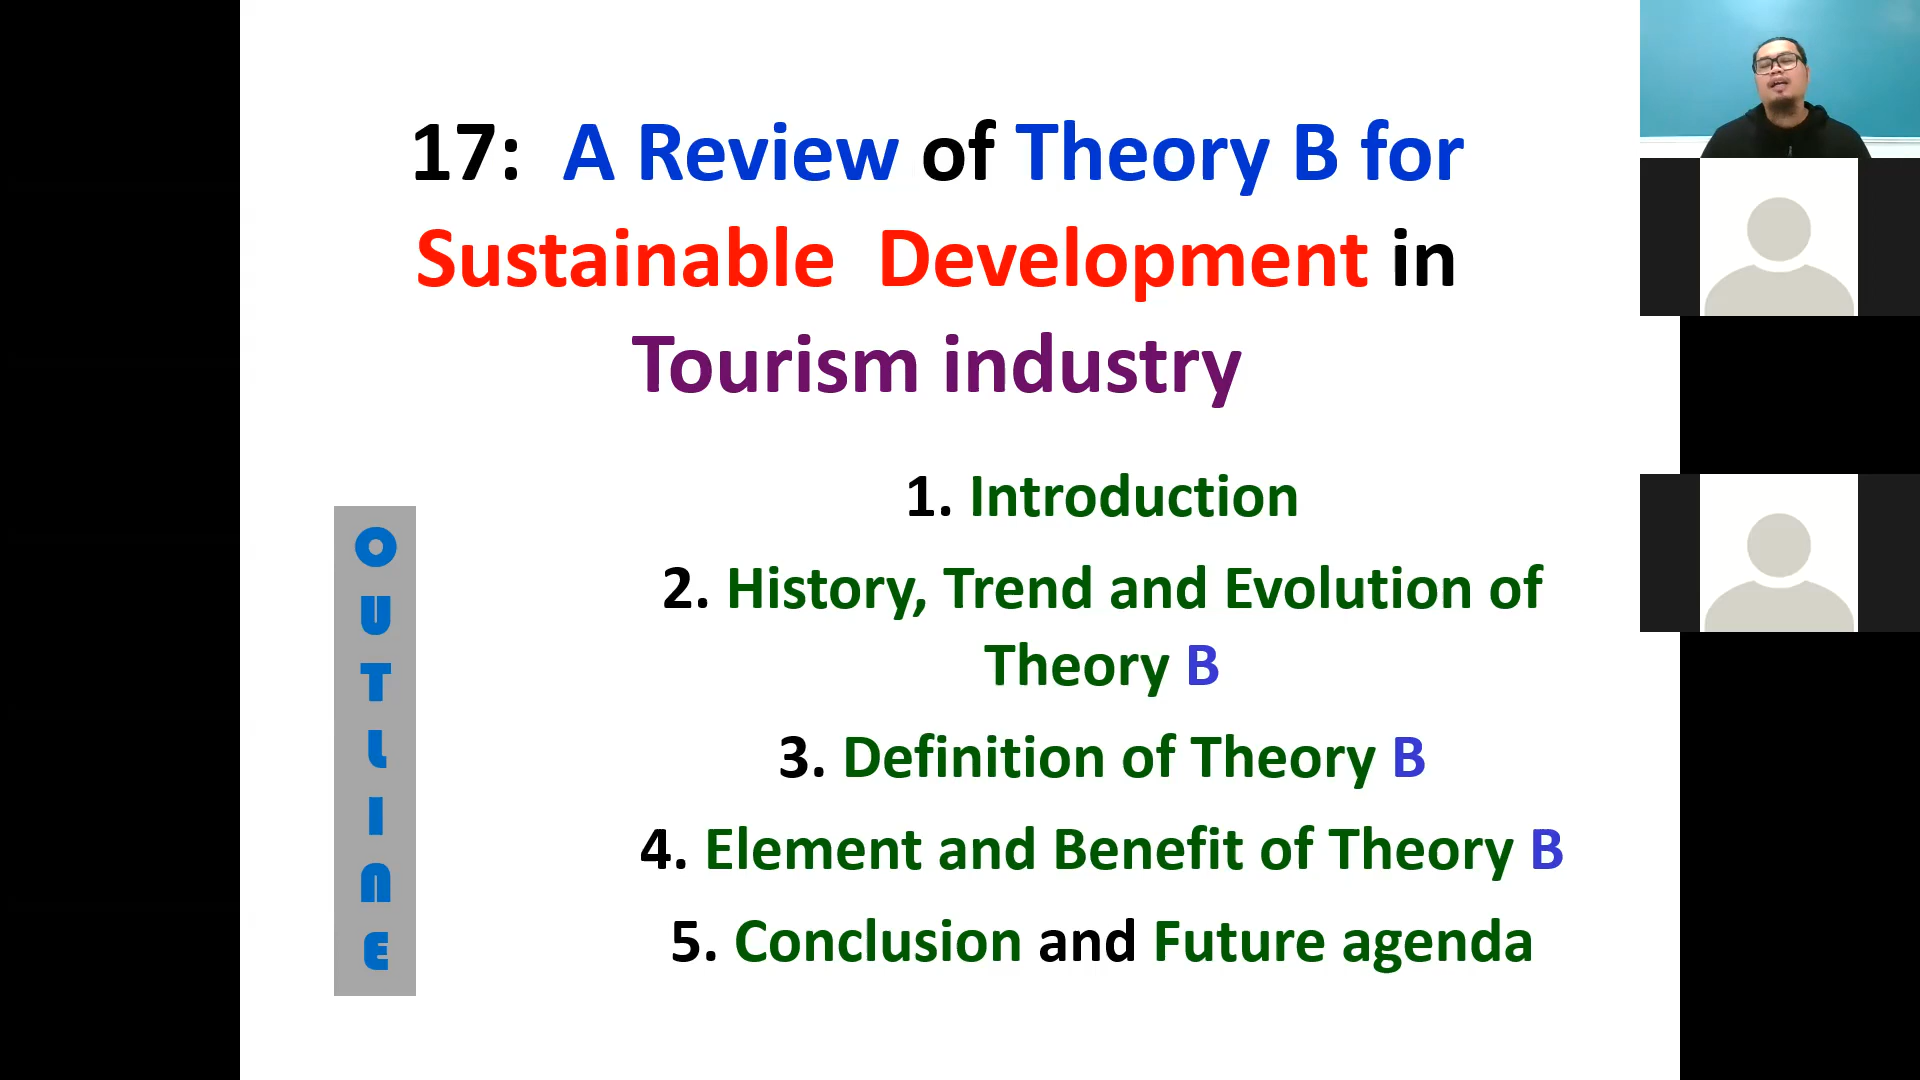 17: A Review of Theory B for
Sustainable Development in
Tourism industry
OUTLINE
1. Introduction
2. History, Trend and Evolution of
Theory B
3. Definition of Theory B
4. Element and Benefit of Theory B
5. Conclusion and Future agenda